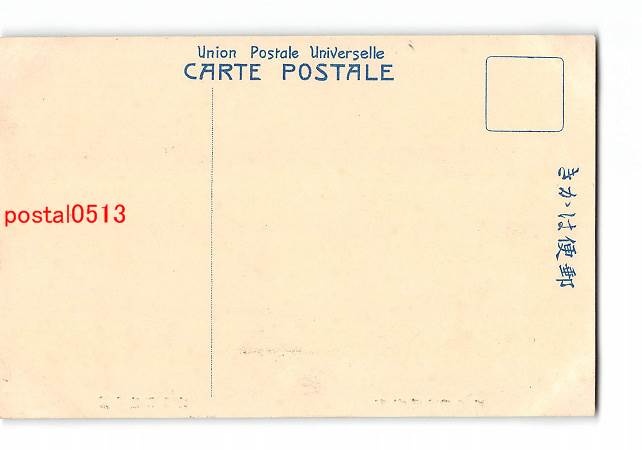 Union Postale Universelle
CARTE POSTALE
郵便はがき
postal0513